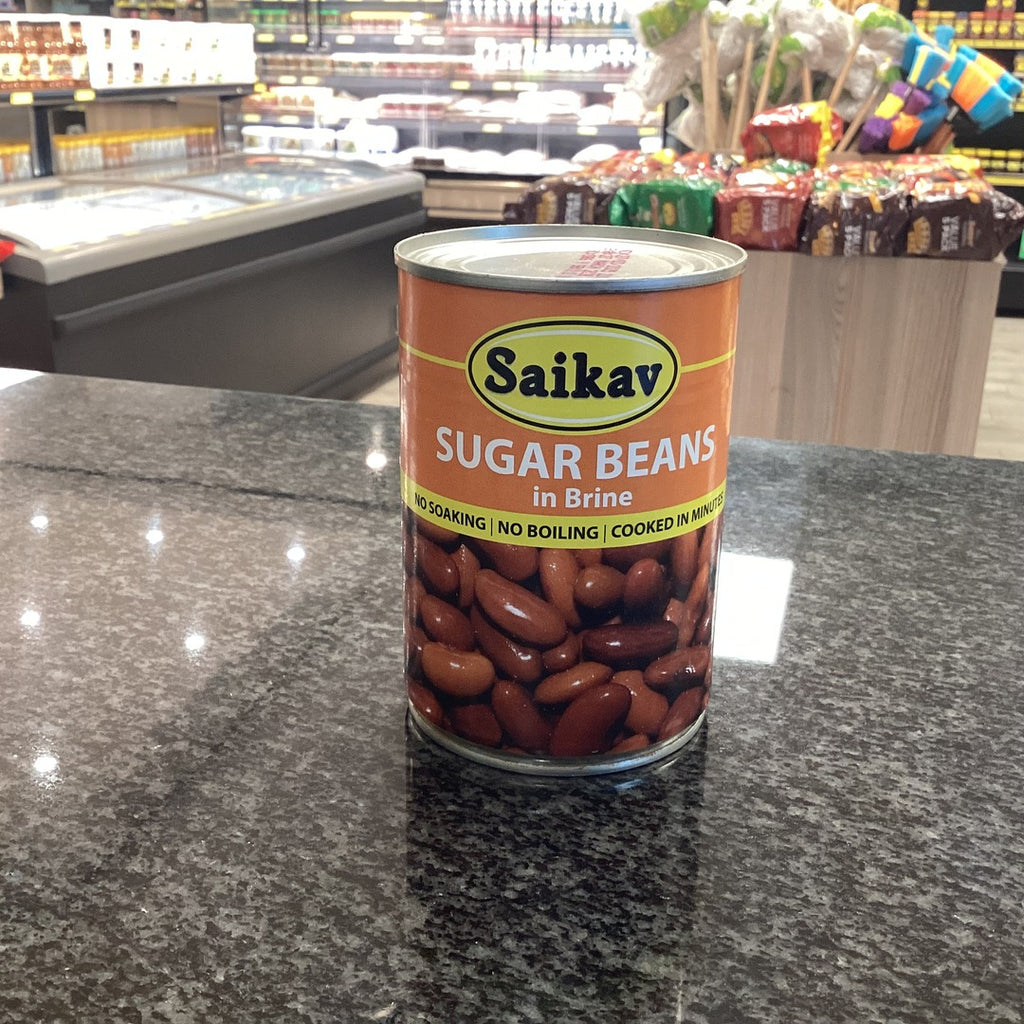 Saikav
SUGAR BEANS
in Brine
NO SOAKING | NO BOILING | COOKED IN MINUTES